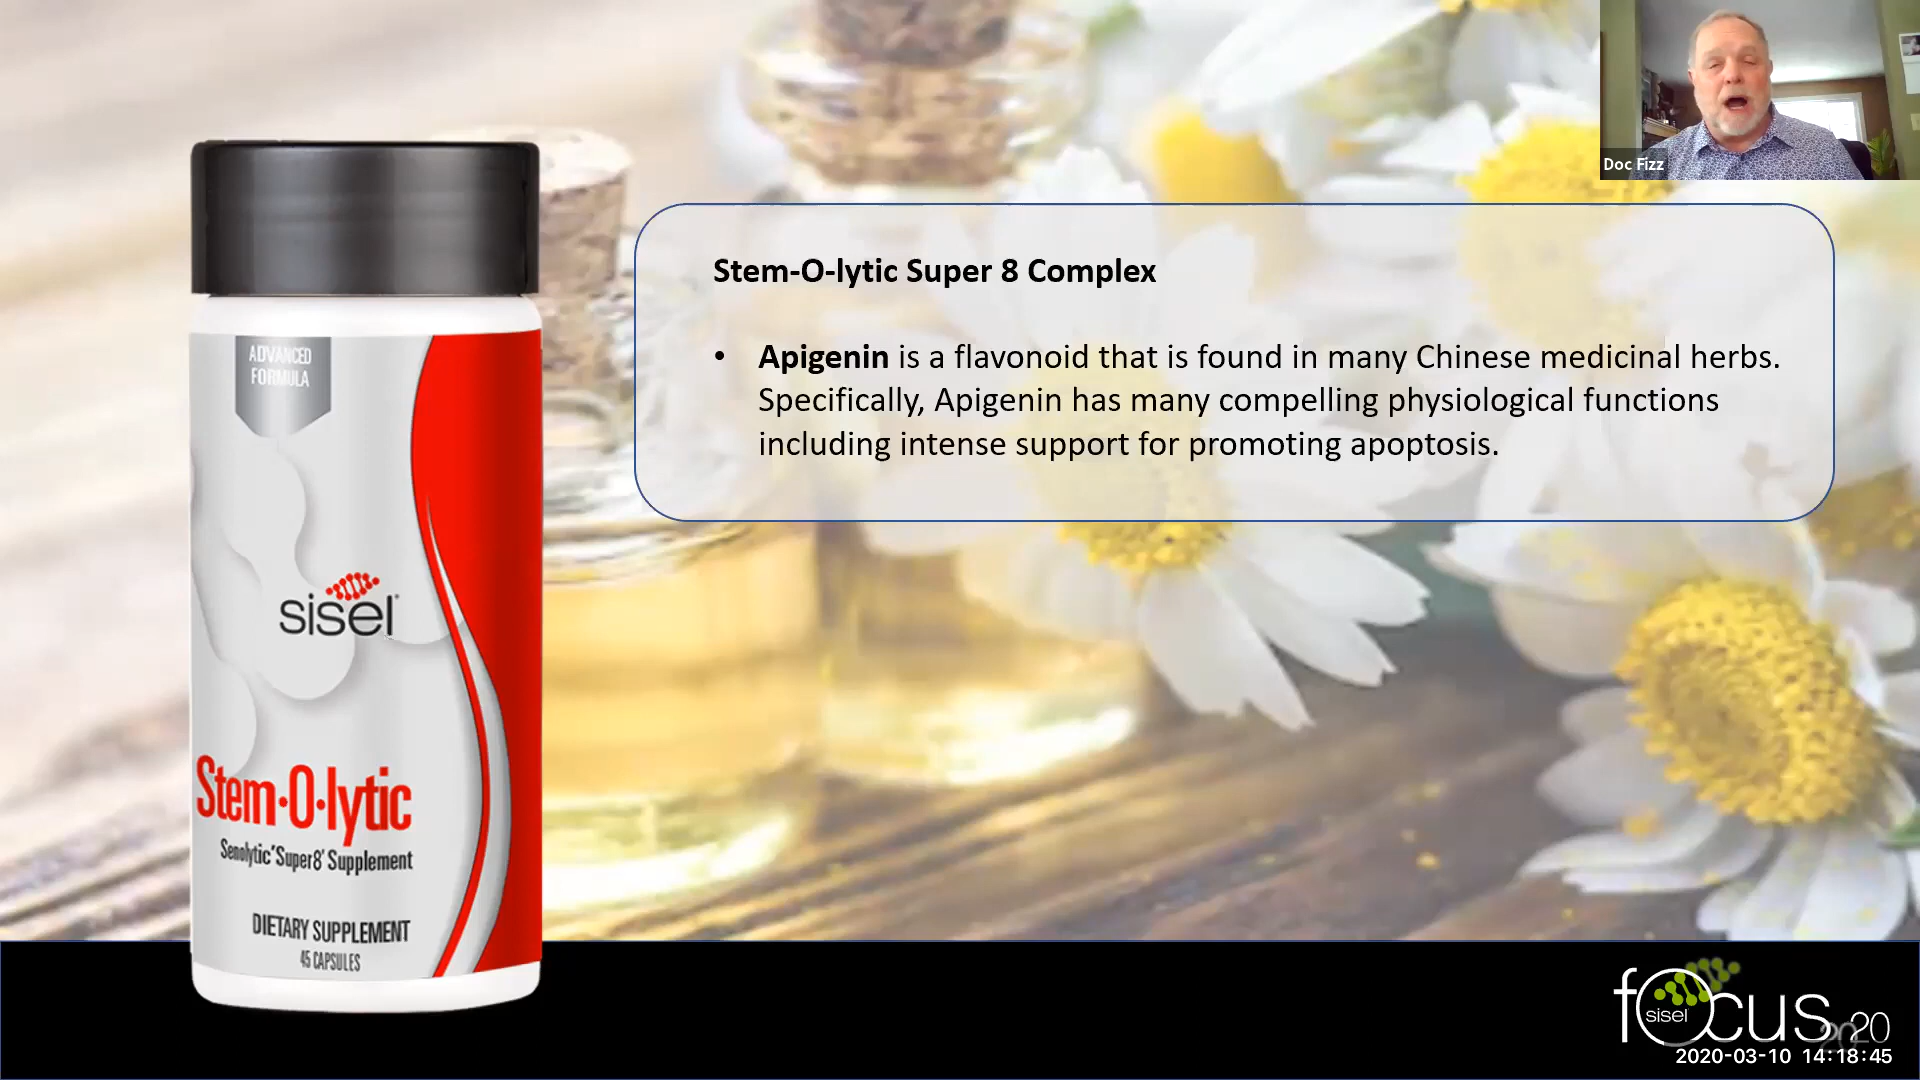 Doc Fizz
Stem-O-lytic Super 8 Complex
• Apigenin is a flavonoid that is found in many Chinese medicinal herbs.
Specifically, Apigenin has many compelling physiological functions
including intense support for promoting apoptosis.
ADVANCED
FORMULA
sisel
Stem·O·lytic
Senolytic 'Super8' Supplement
DIETARY SUPPLEMENT
45 CAPSULES
focus 2020
sisel
2020-03-10 14:18:45